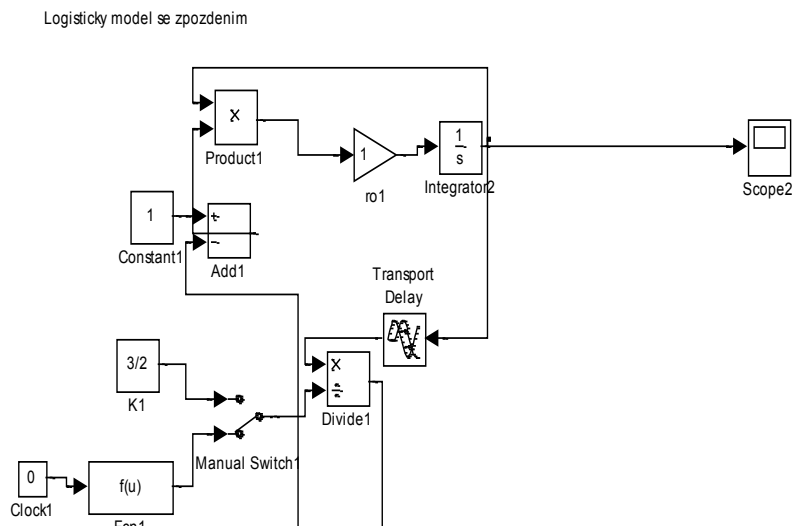 Logisticky model se zpozdenim
X
Product1
1
ro1
1
s
Integrator2
Scope2
1
Constant1
+
-
Add1
Transport
Delay
3/2
K1
X
÷
Divide1
Manual Switch1
0
Clock1
f(u)
Fcn1